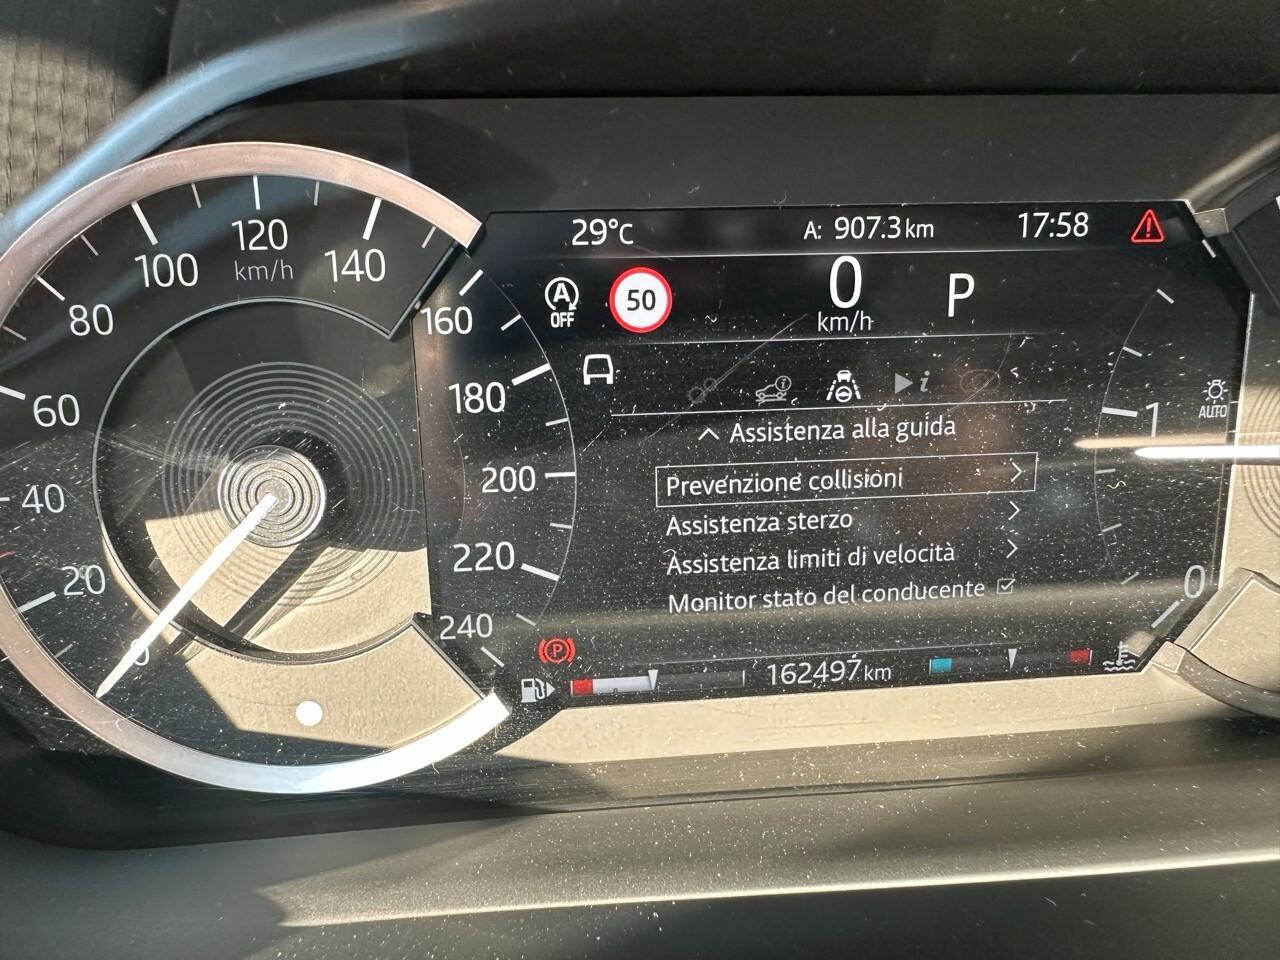 29°C A: 907.3 km 17:58
A OFF 50 0 km/h P
100 120 km/h 140
80 160
60 180
40 200
20 220
0 240
i
Assistenza alla guida
Prevenzione collisioni
Assistenza sterzo
Assistenza limiti di velocità
Monitor stato del conducente
1
AUTO
0
P
162497 km